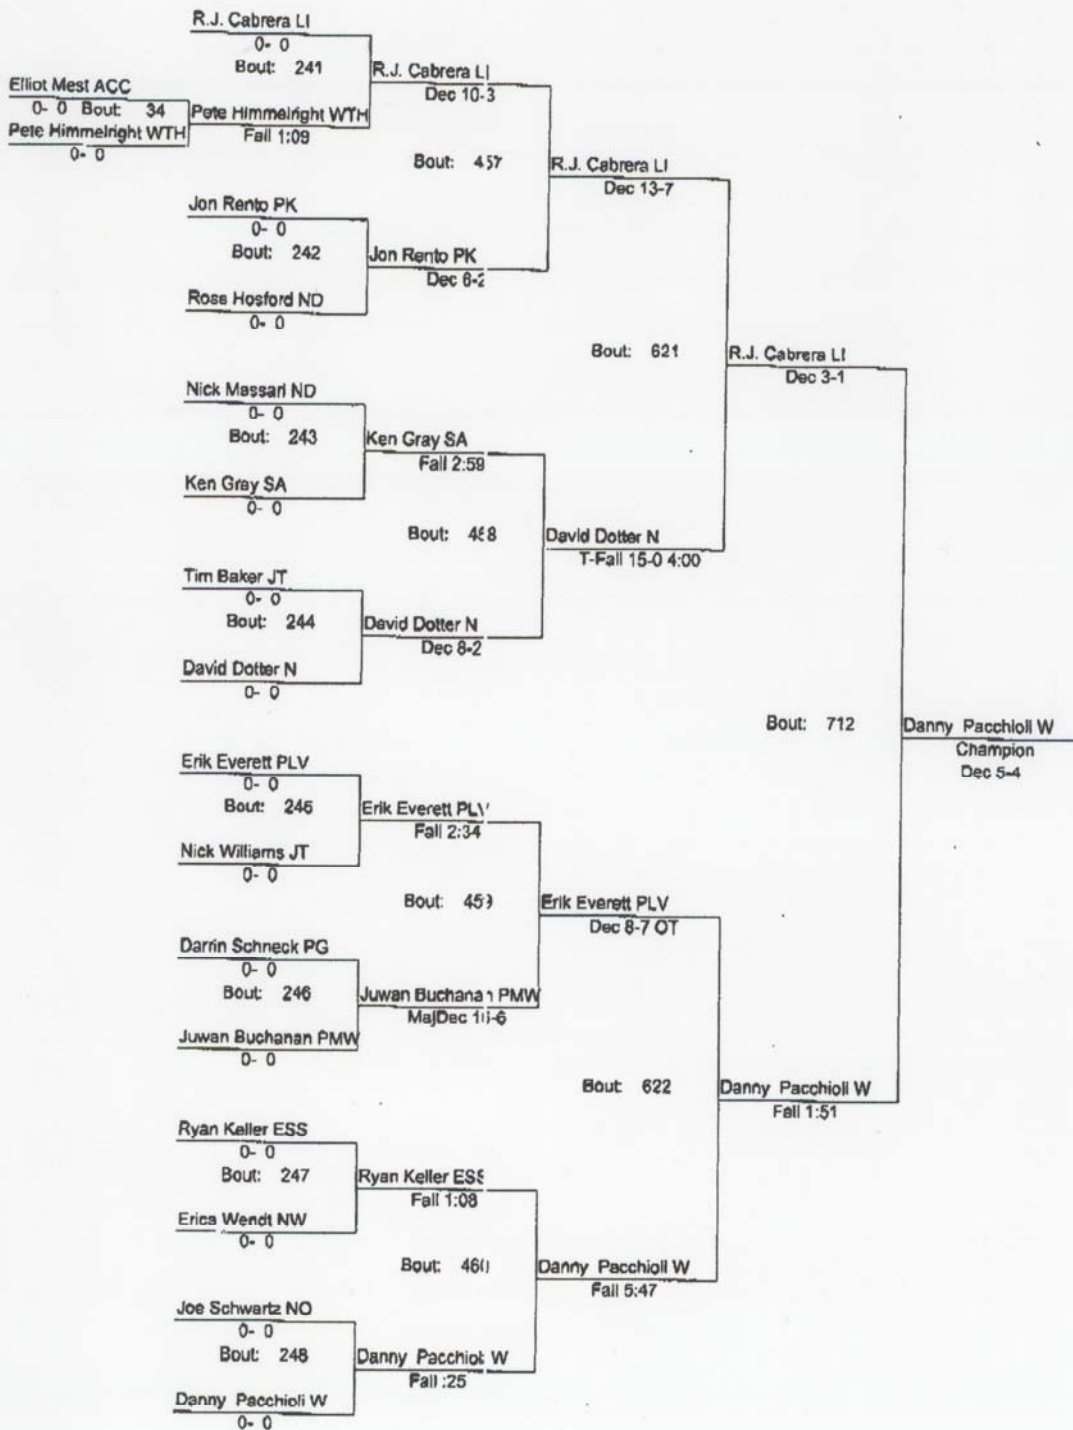 R.J. Cabrera LI
0- 0
Bout: 241
R.J. Cabrera LI
Dec 10-3
Elliot Mest ACC
0- 0 Bout: 34
Pete Himmelright WTH
Fall 1:09
Pete Himmelright WTH
0- 0
Bout: 457
R.J. Cabrera LI
Dec 13-7
Jon Rento PK
0- 0
Bout: 242
Jon Rento PK
Dec 6-2
Ross Hosford ND
0- 0
Bout: 621
R.J. Cabrera LI
Dec 3-1
Nick Massari ND
0- 0
Bout: 243
Ken Gray SA
Fall 2:59
Ken Gray SA
0- 0
Bout: 458
David Dotter N
T-Fall 15-0 4:00
Tim Baker JT
0- 0
Bout: 244
David Dotter N
Dec 8-2
David Dotter N
0- 0
Bout: 712
Danny Pacchioli W
Champion
Dec 5-4
Erik Everett PLV
0- 0
Bout: 245
Erik Everett PLV
Fall 2:34
Nick Williams JT
0- 0
Bout: 459
Erik Everett PLV
Dec 8-7 OT
Darrin Schneck PG
0- 0
Bout: 246
Juwan Buchanan PMW
MajDec
Juwan Buchanan PMW
0- 0
Bout: 622
Danny Pacchioli W
Fall 1:51
Ryan Keller ESS
0- 0
Bout: 247
Ryan Keller ESS
Fall 1:08
Erica Wendt NW
0- 0
Bout: 460
Danny Pacchioli W
Fall 5:47
Joe Schwartz NO
0- 0
Bout: 248
Danny Pacchioli W
Fall :25
Danny Pacchioli W
0- 0